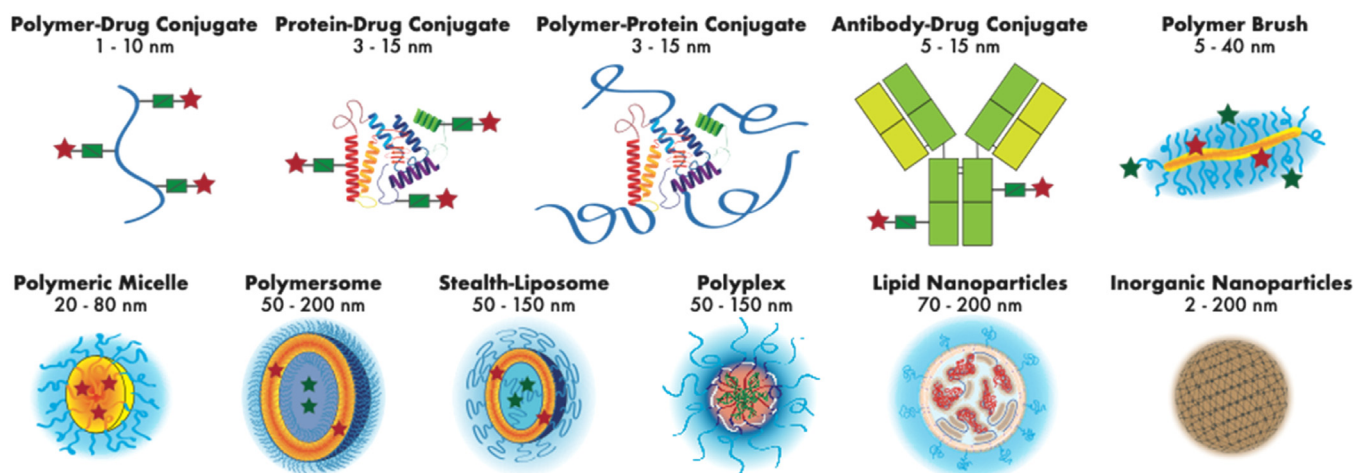 Polymer-Drug Conjugate
1 - 10 nm
Protein-Drug Conjugate
3 - 15 nm
Polymer-Protein Conjugate
3 - 15 nm
Antibody-Drug Conjugate
5 - 15 nm
Polymer Brush
5 - 40 nm
Polymeric Micelle
20 - 80 nm
Polymersome
50 - 200 nm
Stealth-Liposome
50 - 150 nm
Polyplex
50 - 150 nm
Lipid Nanoparticles
70 - 200 nm
Inorganic Nanoparticles
2 - 200 nm